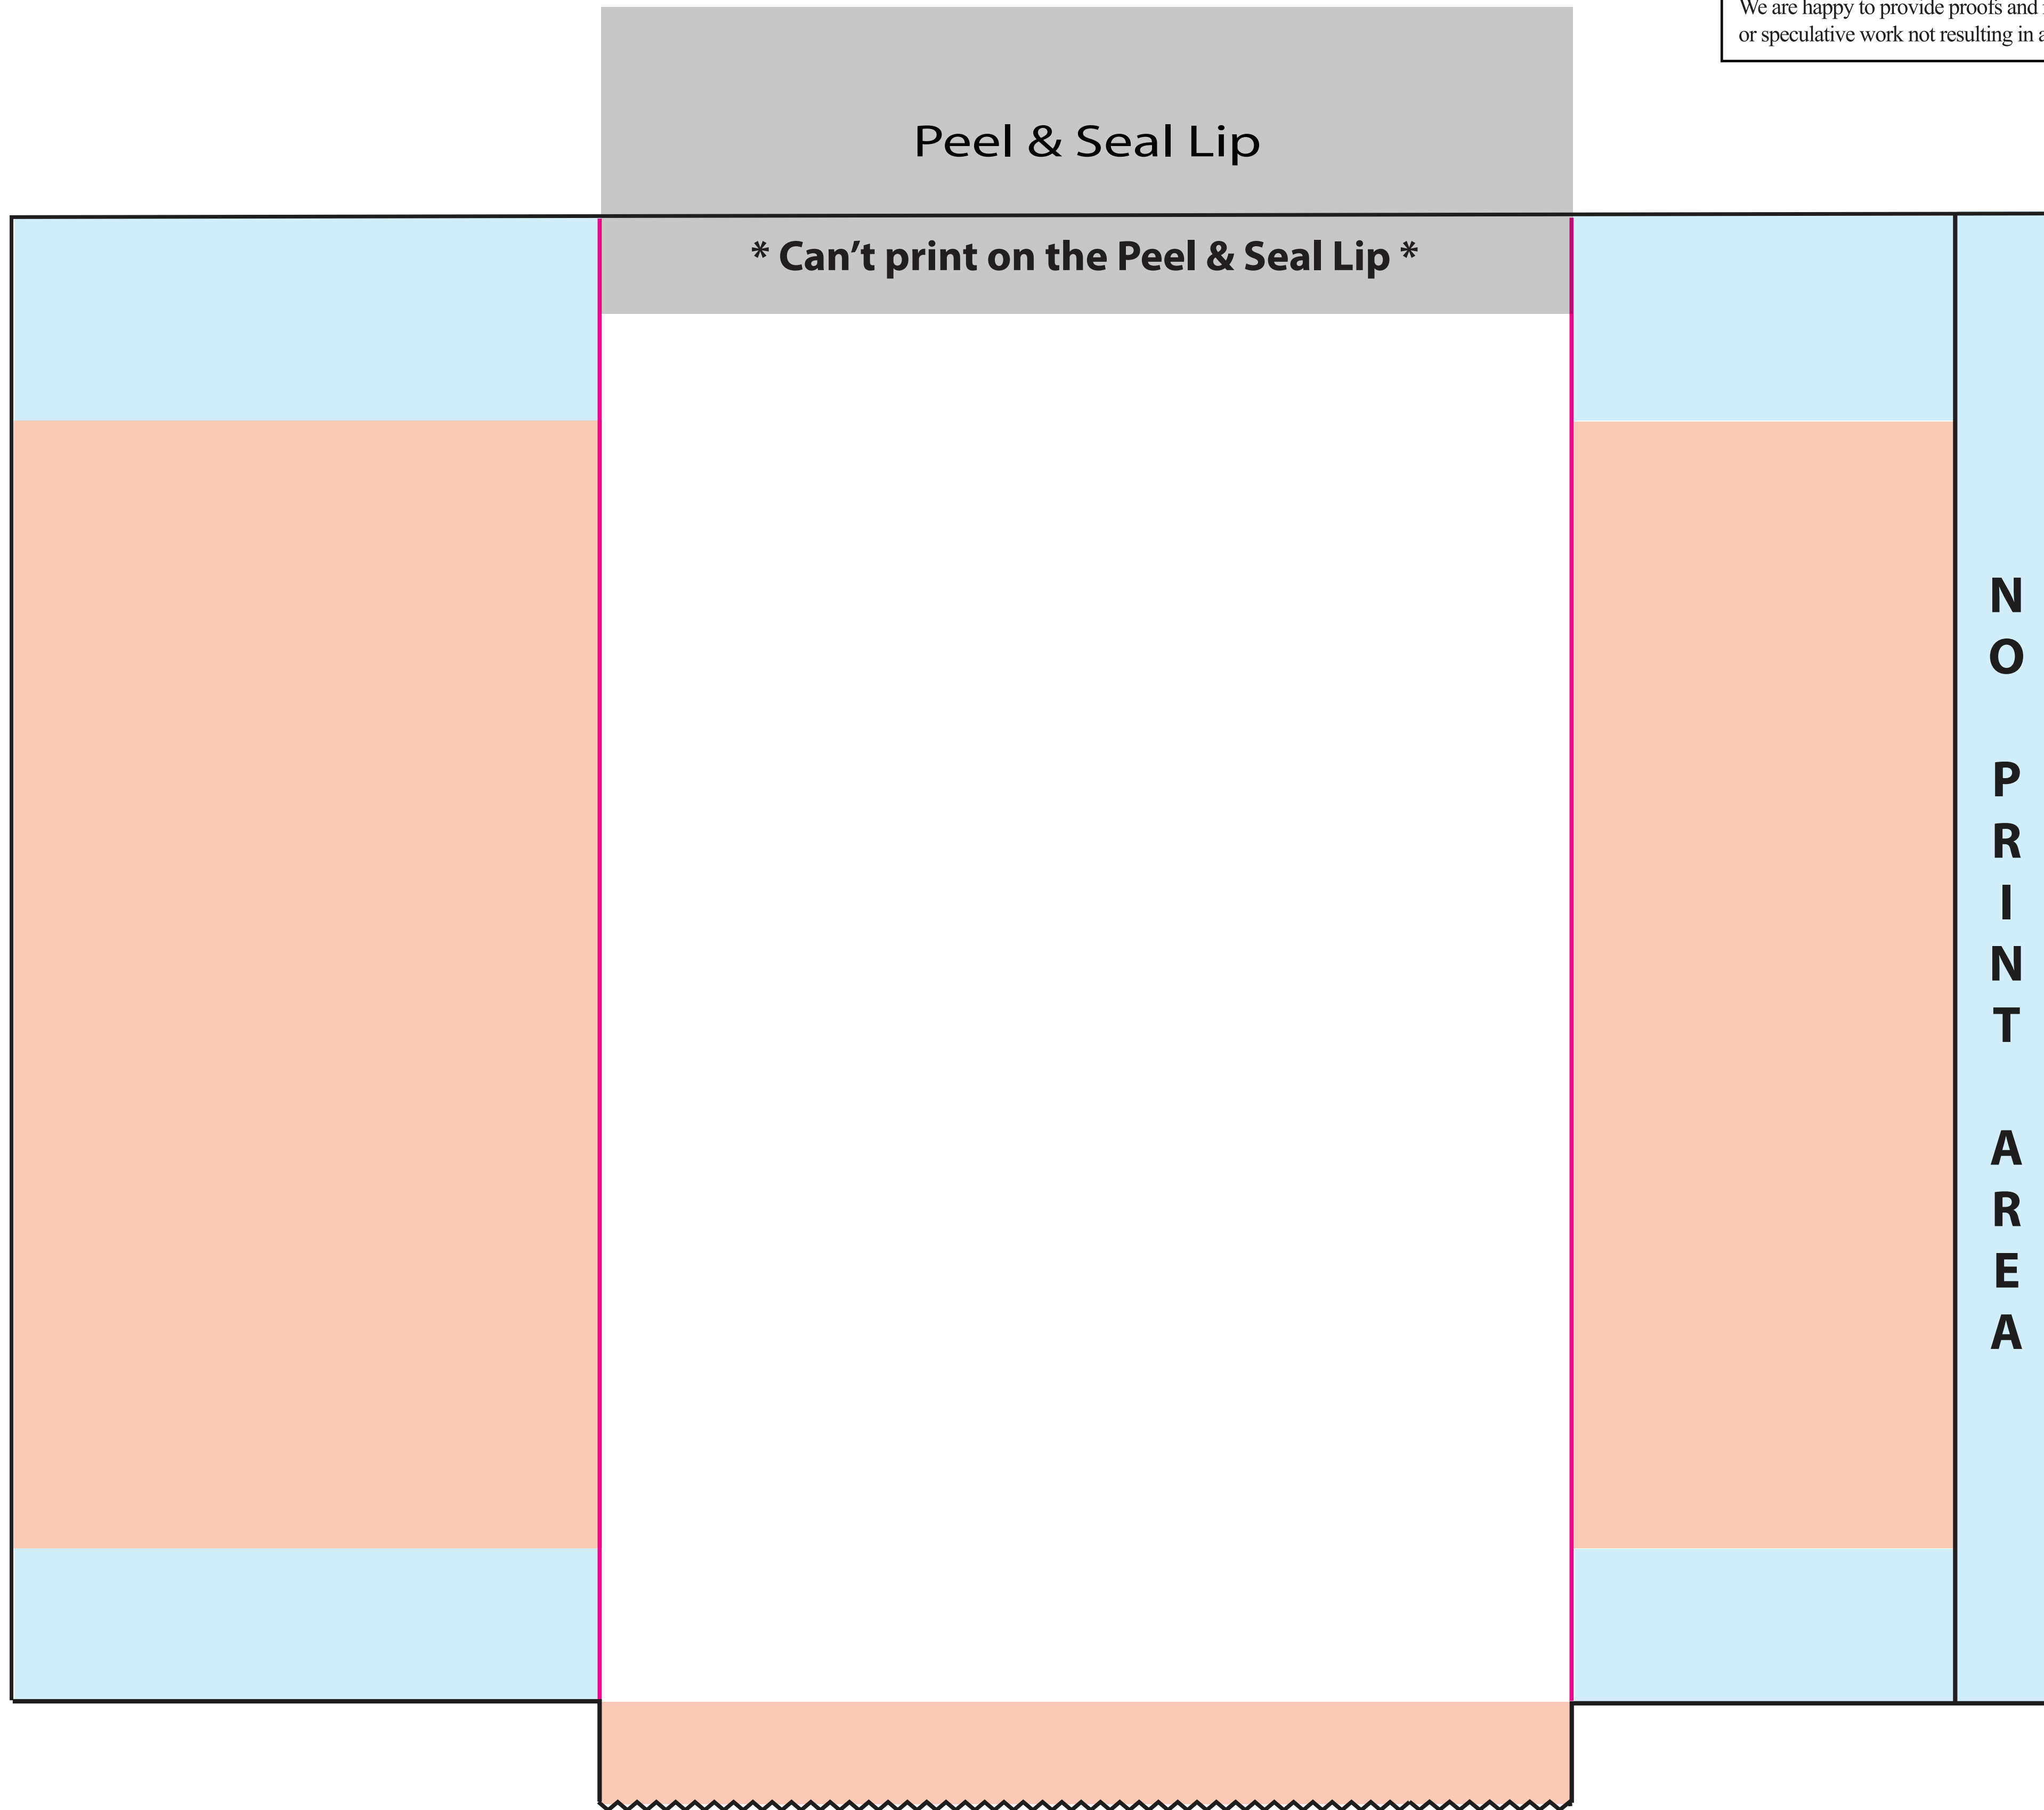 We are happy to provide proofs and
or speculative work not resulting in
Peel & Seal Lip
* Can't print on the Peel & Seal Lip *
N
O
P
R
I
N
T
A
R
E
A